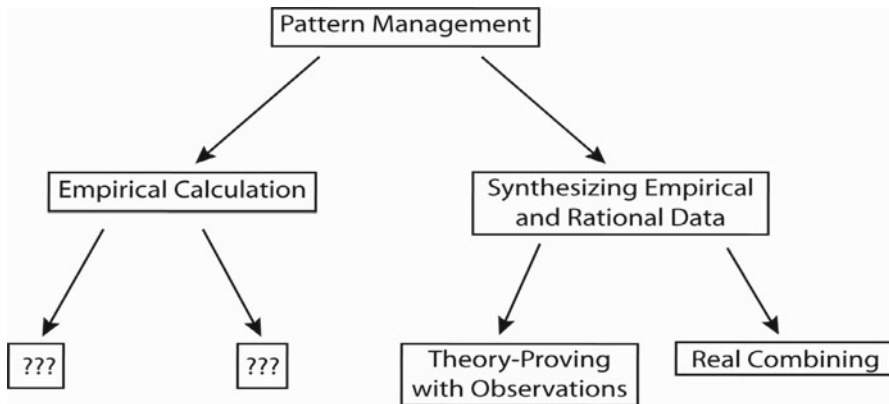 Pattern Management
Empirical Calculation
Synthesizing Empirical
and Rational Data
???
???
Theory-Proving
with Observations
Real Combining